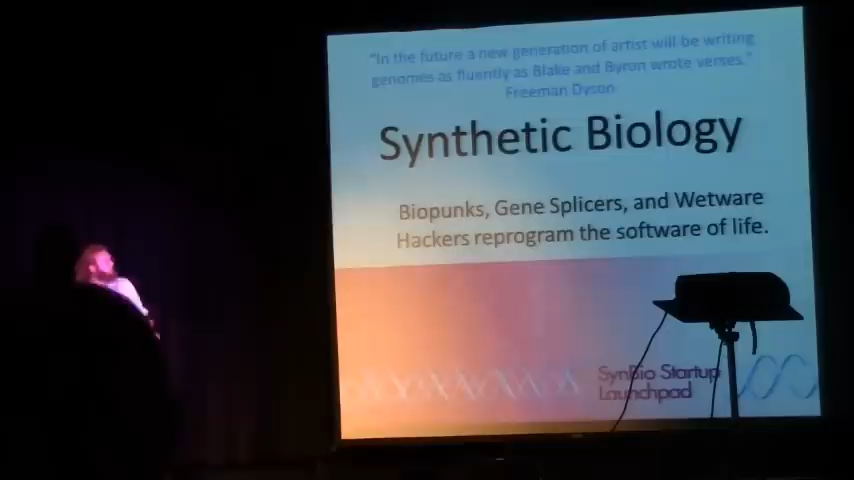 "In the future a new generation of artist will be writing
genomes as fluently as Blake and Byron wrote verses."
Freeman Dyson
Synthetic Biology
Biopunks, Gene Splicers, and Wetware
Hackers reprogram the software of life.
SynBio Startup
Launchpad